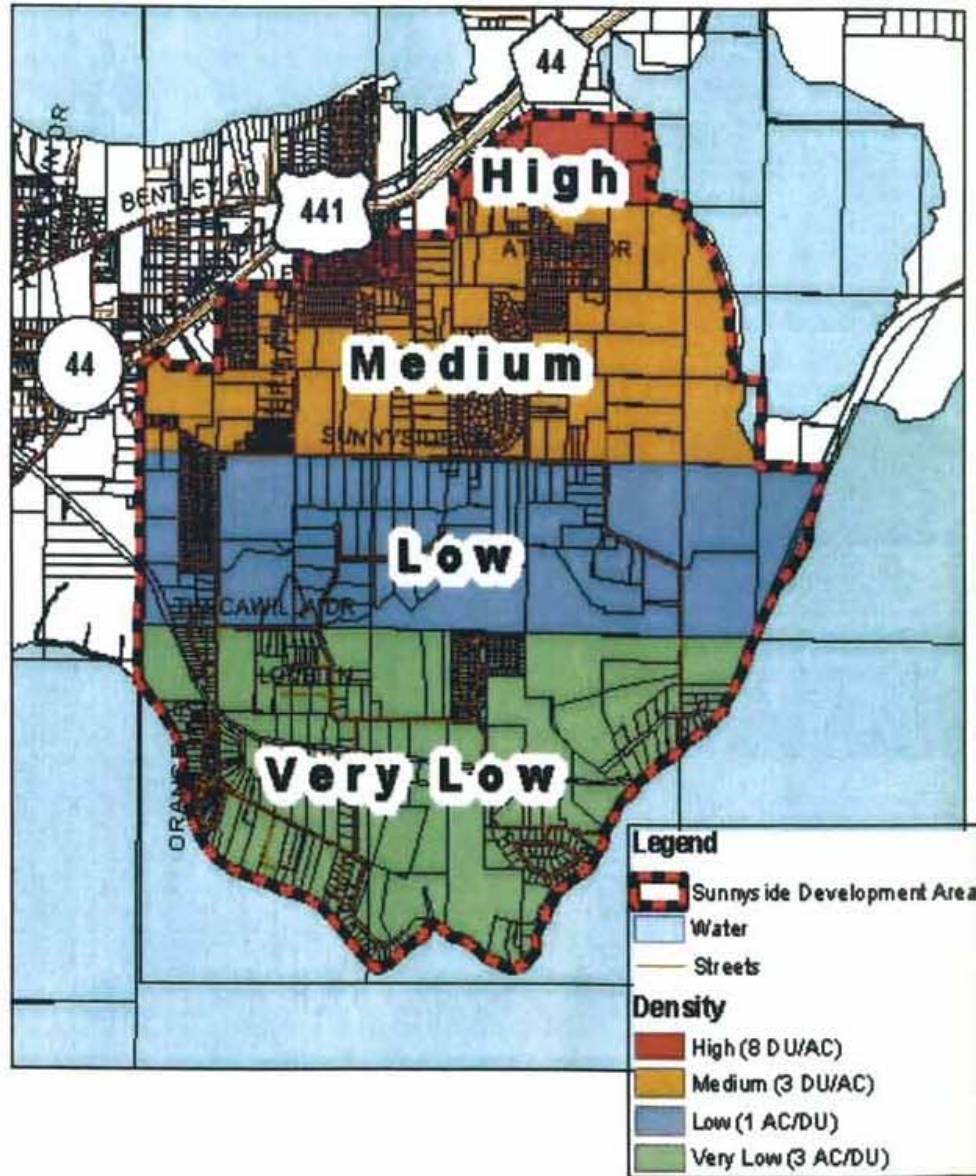 44
BENTLEY RD
441
High
44
Medium
SUNNYSIDE
Low
Very Low
Legend
Sunnyside Development Area
Water
Streets
Density
High (8 DU/AC)
Medium (3 DU/AC)
Low (1 AC/DU)
Very Low (3 AC/DU)